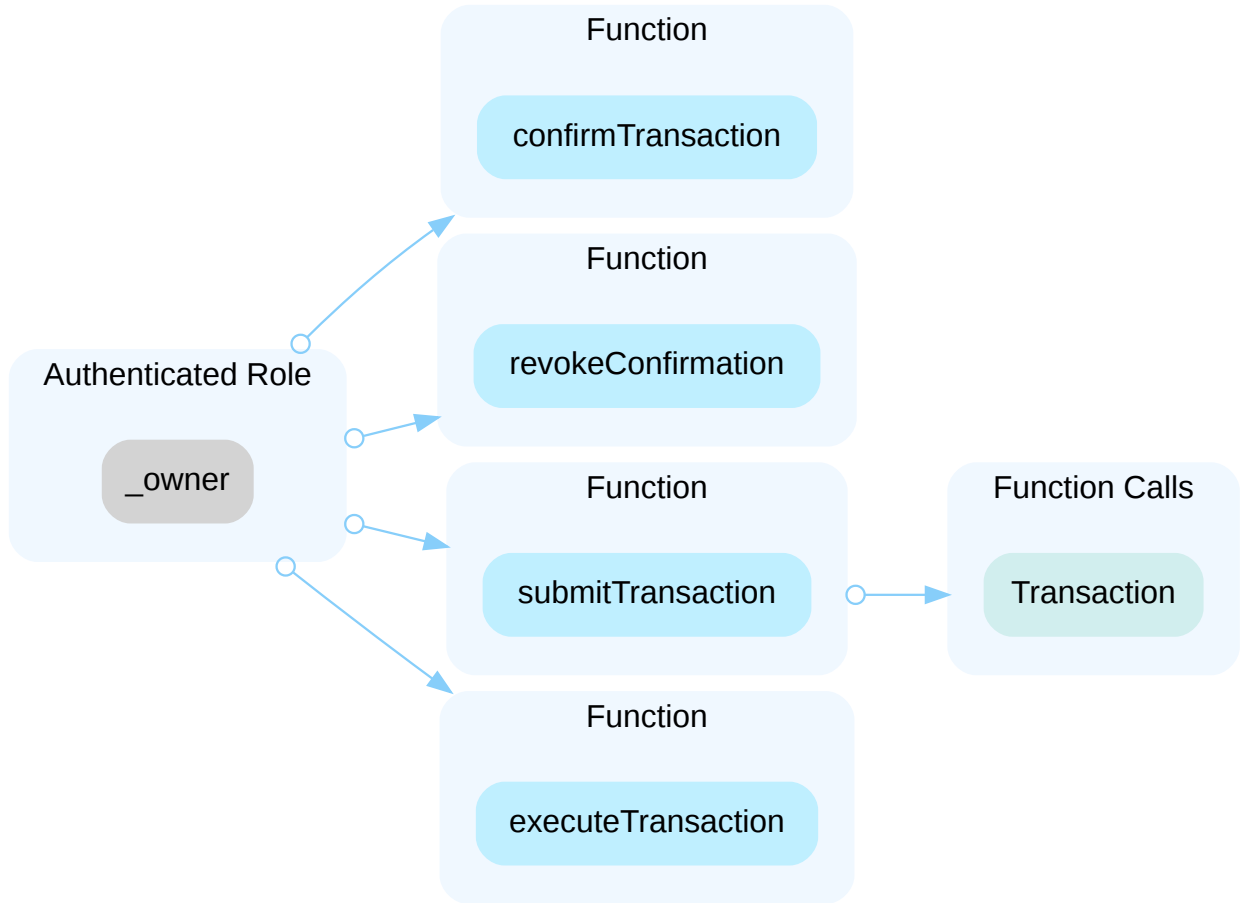 Function
confirmTransaction
Function
revokeConfirmation
Authenticated Role
_owner
Function
submitTransaction
Function Calls
Transaction
Function
executeTransaction